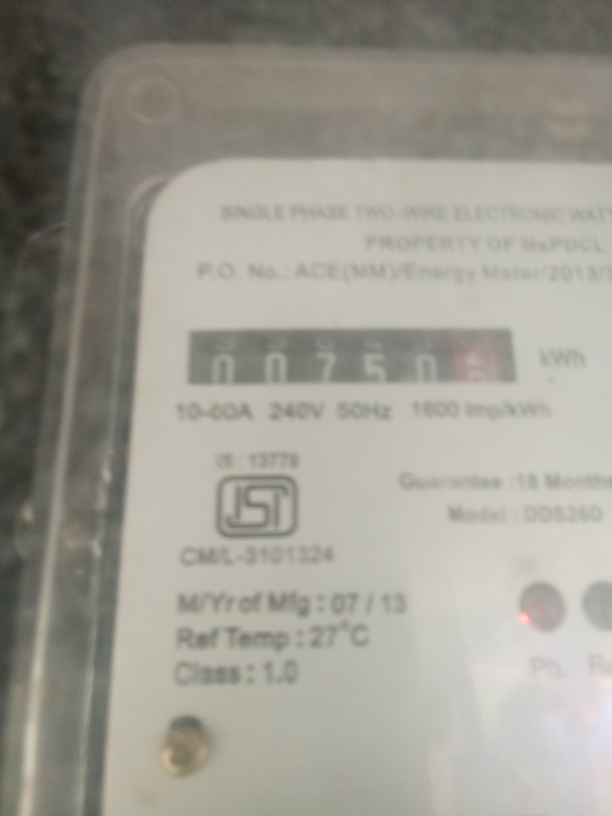 SINGLE PHASE TWO-WIRE ELECTRONIC
PROPERTY OF MePDCL
P.O. No.: ACE(MM)/Energy Meter/2013/
0 0 7 5 0
kWh
10-60A 240V 50Hz 1600 Imp/kWh
IS : 13779
ISI
Guarantee :18 Months
Model : DDS26D
CM/L-3101324
M/Yr of Mfg : 07 / 13
Ref Temp : 27°C
Class : 1.0
Ph.